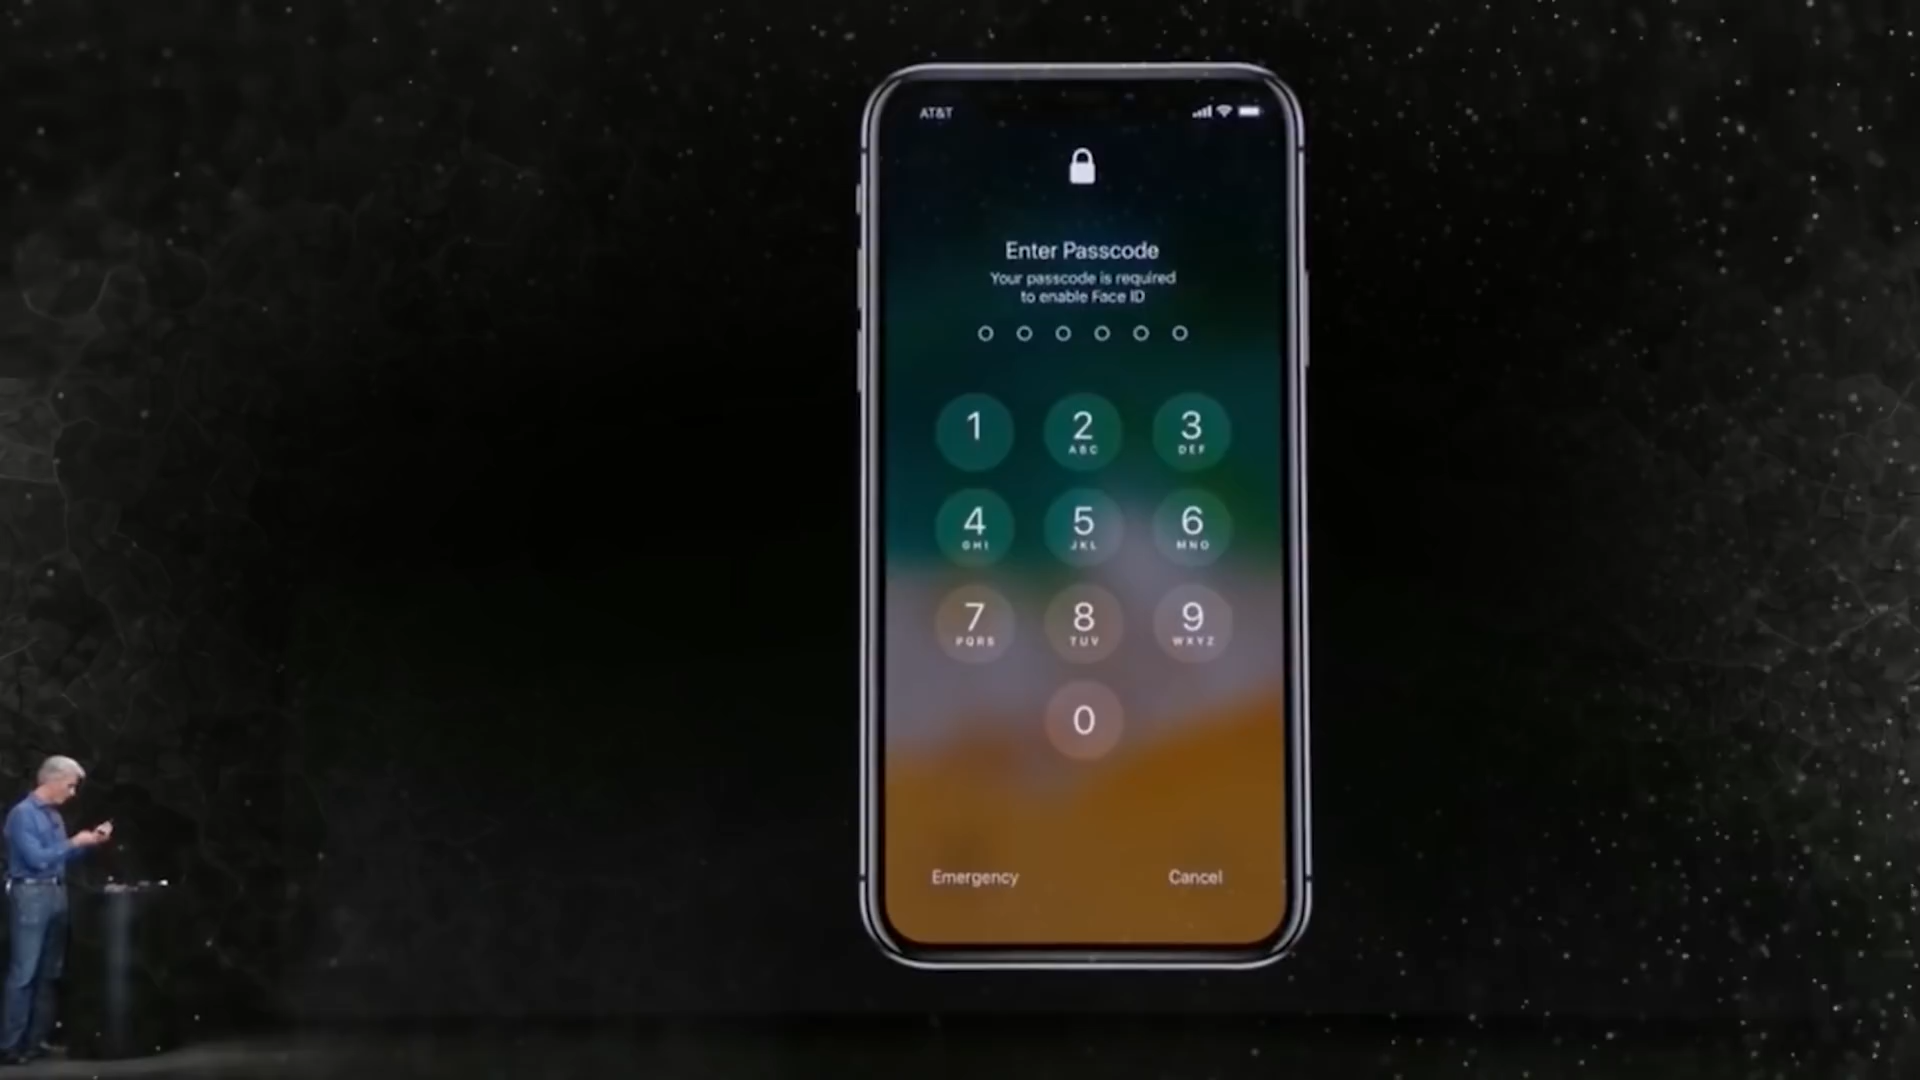 AT&T
Enter Passcode
Your passcode is required
to enable Face ID
1
2
ABC
3
DEF
4
GHI
5
JKL
6
MNO
7
PQRS
8
TUV
9
WXYZ
0
Emergency
Cancel